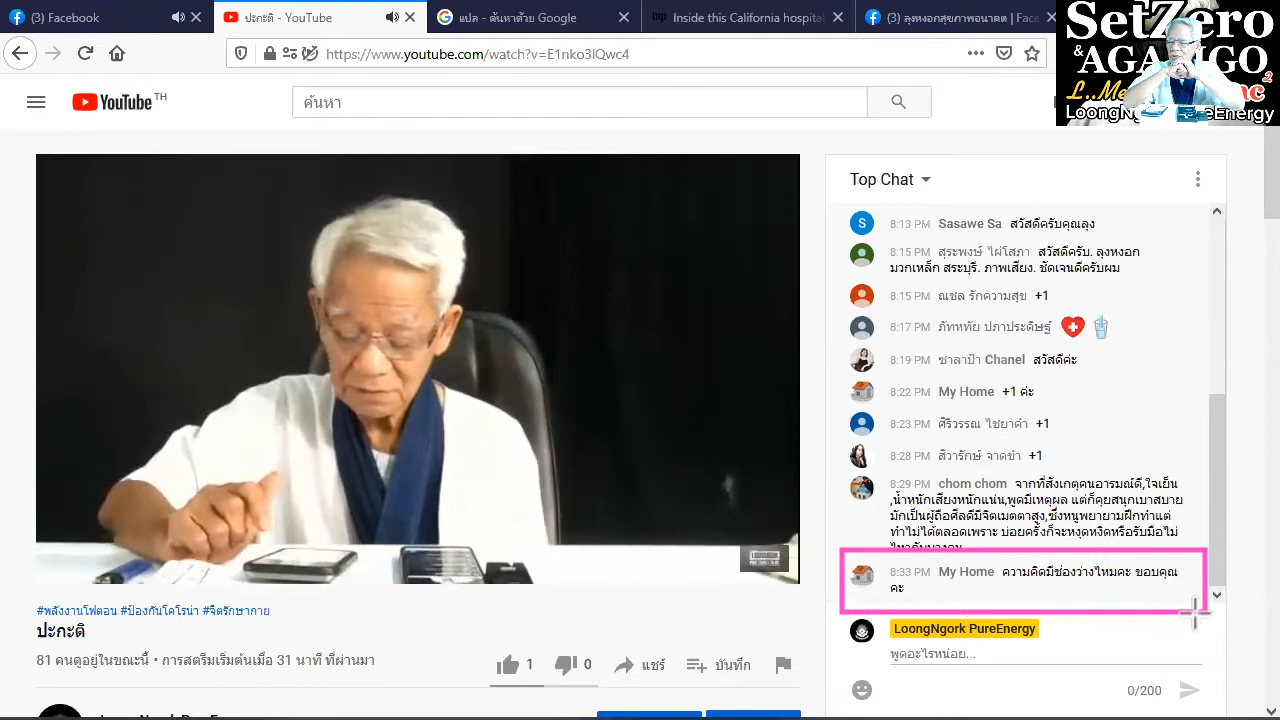 (3) Facebook
ปะกะติ - YouTube
แปล - ค้นหาด้วย Google
Inside this California hospital
(3) ลุงหงอกสุขภาพอนาคต | Face
https://www.youtube.com/watch?v=E1nko3lQwc4
SetZero
& AGAINGO
LoongNgork PureEnergy
YouTube TH
ค้นหา
Top Chat
S 8:13 PM Sasawe Sa สวัสดีครับคุณลุง
8:15 PM สุระพงษ์ ไผ่โสภา สวัสดีครับ. ลุงหงอก
มวกเหล็ก สระบุรี. ภาพเสียง. ชัดเจนดีครับผม
8:15 PM ณชล รักความสุข +1
8:17 PM ภัทหทัย ปภาประดิษฐ์
8:19 PM ชาลาป้า Chanel สวัสดีค่ะ
8:22 PM My Home +1 ค่ะ
8:23 PM ศิริวรรณ ไชยาคำ +1
8:28 PM สีวารักษ์ จาดขำ +1
8:29 PM chom chom จากที่สังเกตุคนอารมณ์ดี,ใจเย็น
,น้ำหนักเสียงหนักแน่น,พูดมีเหตุผล แต่ก็คุยสนุกเบาสบาย
มักเป็นผู้ถือศีลดีมีจิตเมตตาสูง,ซึ่งหนูพยายามฝึกทำแต่
ทำไม่ได้ตลอดเพราะ บ่อยครั้งก็จะหงุดหงิดหรือรับมือไม่
8:33 PM My Home ความคิดมีช่องว่างไหมคะ ขอบคุณ
คะ
LoongNgork PureEnergy
พูดอะไรหน่อย...
0/200
#พลังงานโฟตอน #ป้องกันโคโรน่า #จิตรักษากาย
ปะกะติ
81 คนดูอยู่ในขณะนี้ • การสตรีมเริ่มต้นเมื่อ 31 นาที ที่ผ่านมา
1 0 แชร์ บันทึก